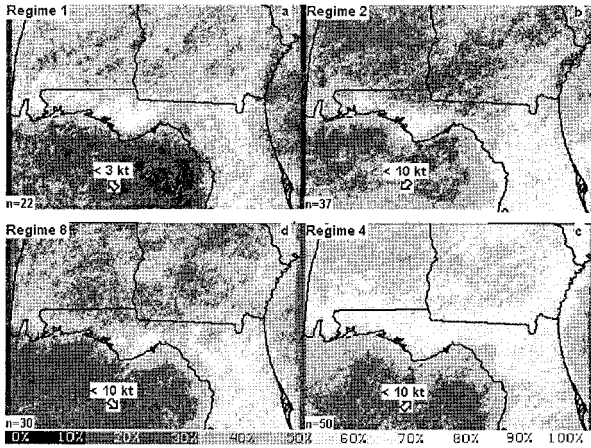 Regime 1 a
< 3 kt
n=22
Regime 2 b
< 10 kt
n=37
Regime 8 d
< 10 kt
n=30
Regime 4 c
< 10 kt
n=50
0% 10% 20% 30% 40% 50% 60% 70% 80% 90% 100%